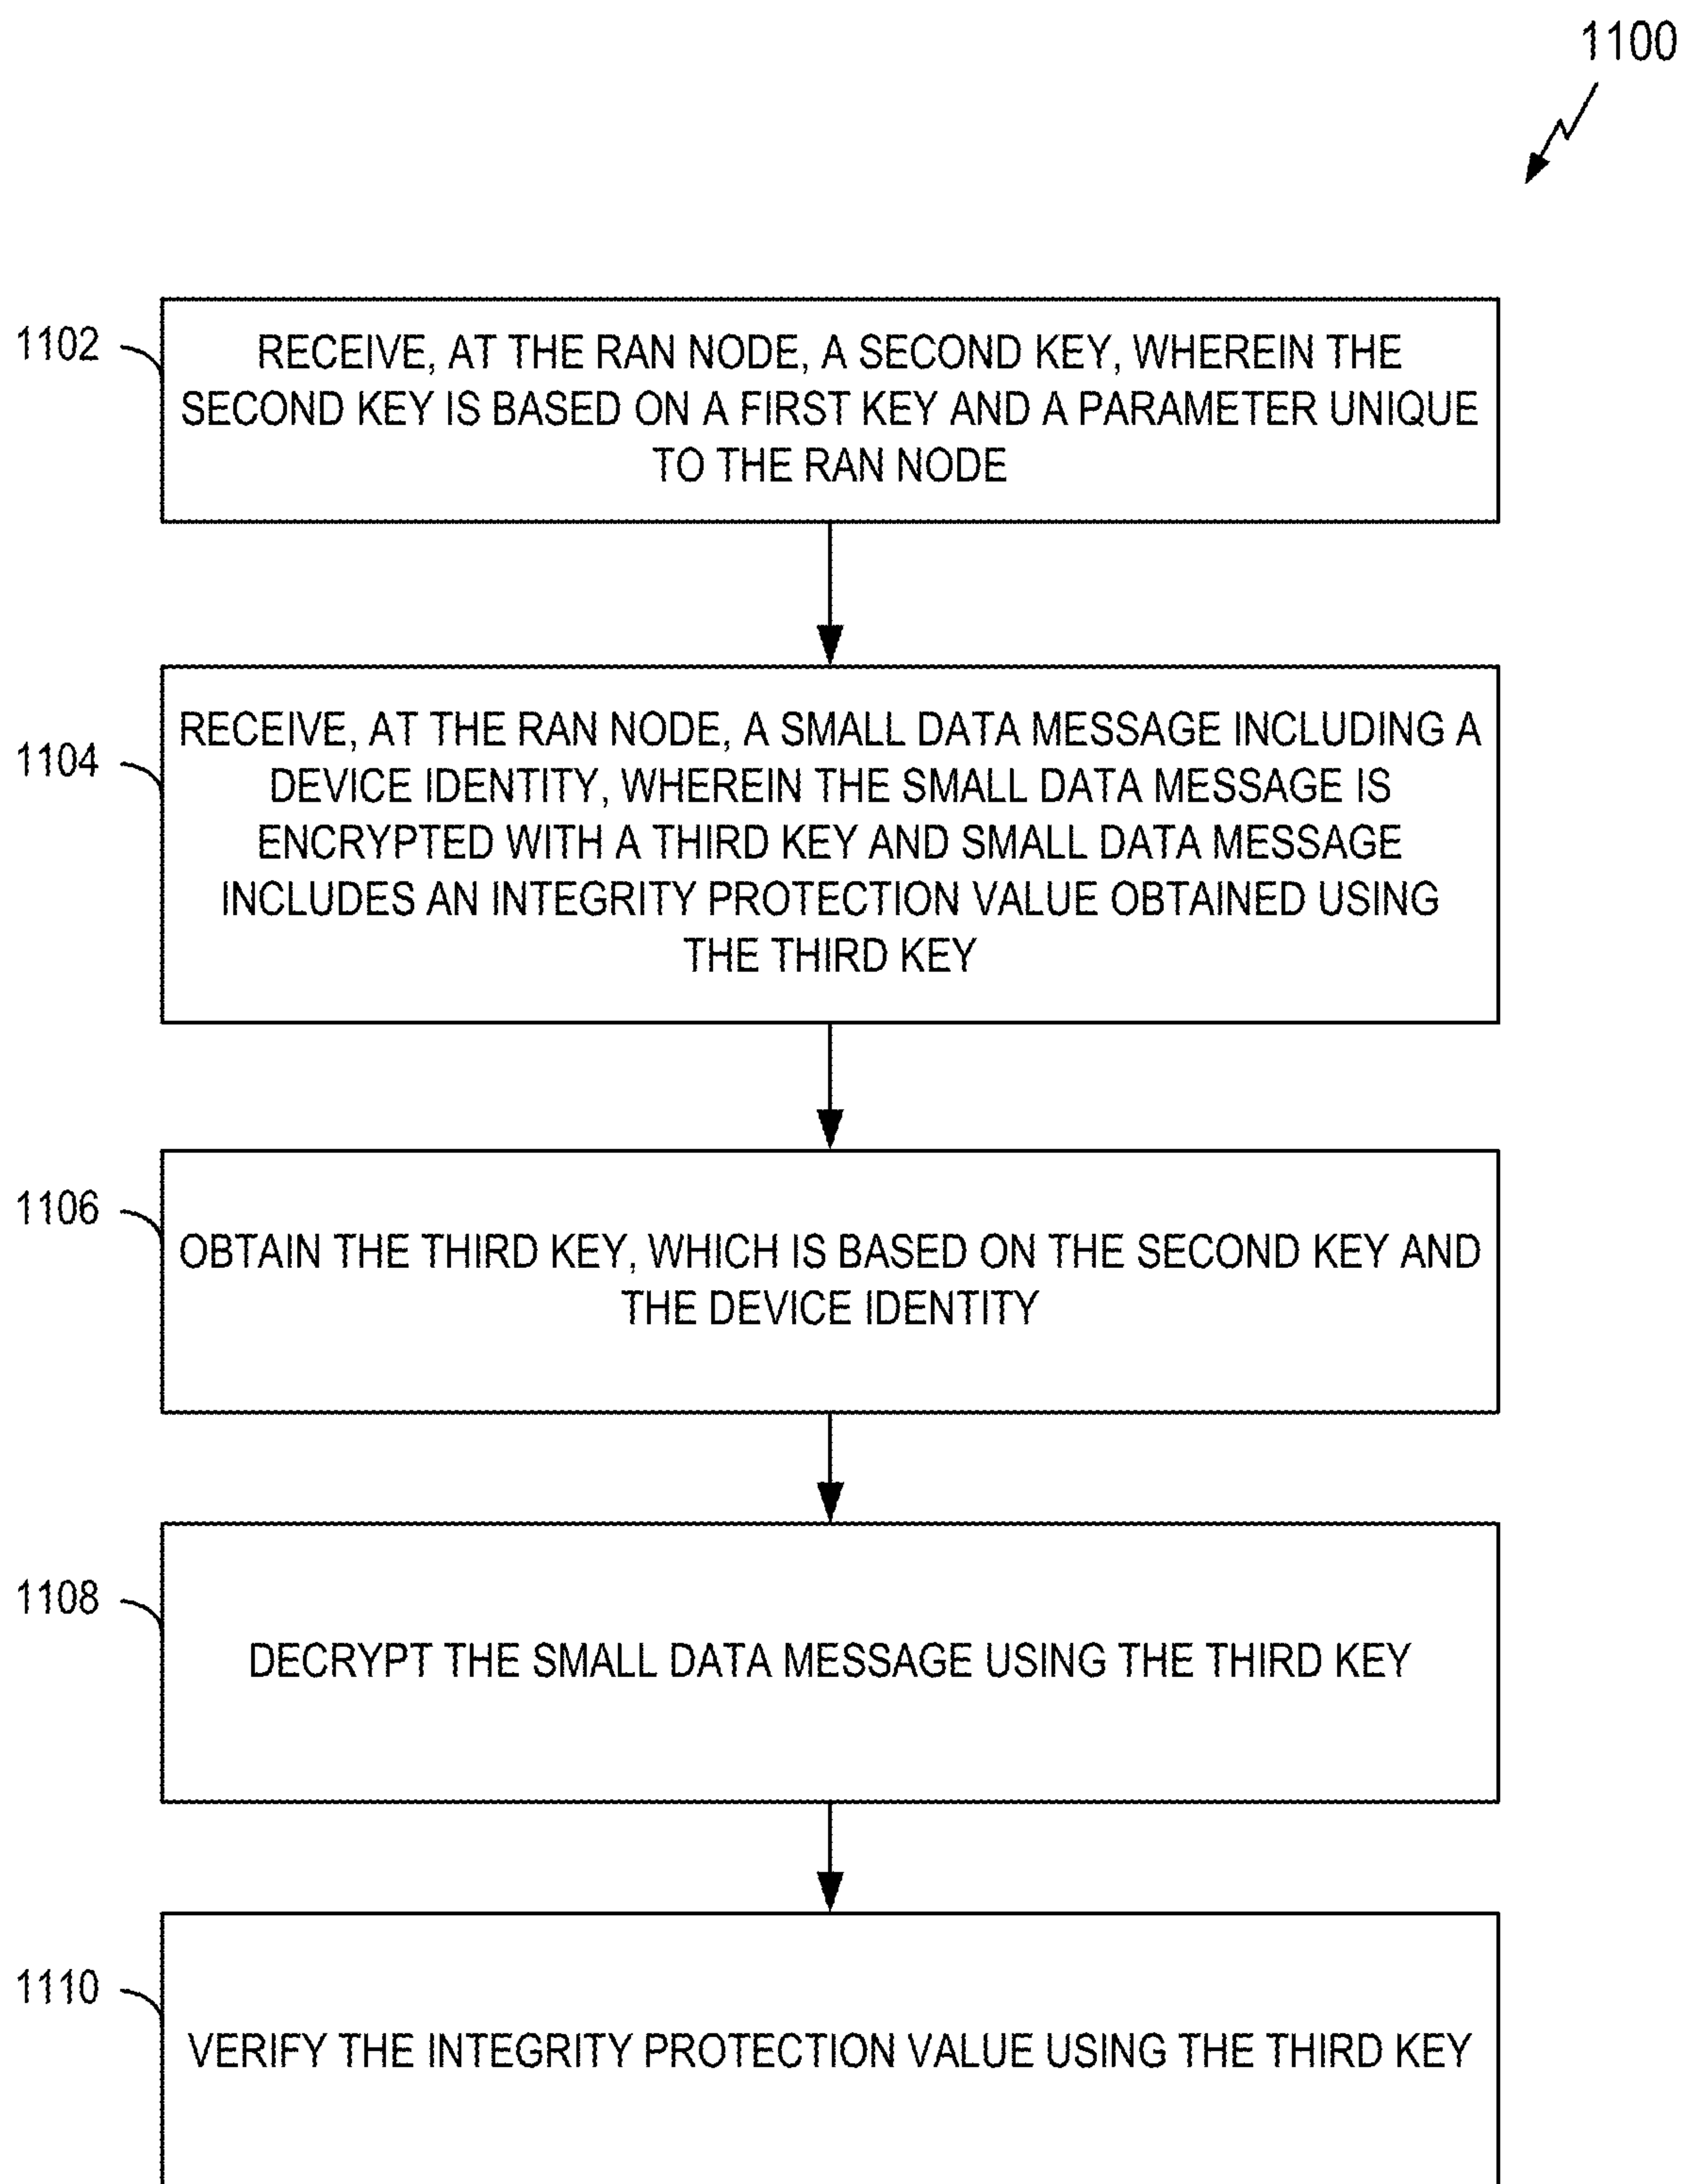 1100
1102
RECEIVE, AT THE RAN NODE, A SECOND KEY, WHEREIN THE
SECOND KEY IS BASED ON A FIRST KEY AND A PARAMETER UNIQUE
TO THE RAN NODE
1104
RECEIVE, AT THE RAN NODE, A SMALL DATA MESSAGE INCLUDING A
DEVICE IDENTITY, WHEREIN THE SMALL DATA MESSAGE IS
ENCRYPTED WITH A THIRD KEY AND SMALL DATA MESSAGE
INCLUDES AN INTEGRITY PROTECTION VALUE OBTAINED USING
THE THIRD KEY
1106
OBTAIN THE THIRD KEY, WHICH IS BASED ON THE SECOND KEY AND
THE DEVICE IDENTITY
1108
DECRYPT THE SMALL DATA MESSAGE USING THE THIRD KEY
1110
VERIFY THE INTEGRITY PROTECTION VALUE USING THE THIRD KEY